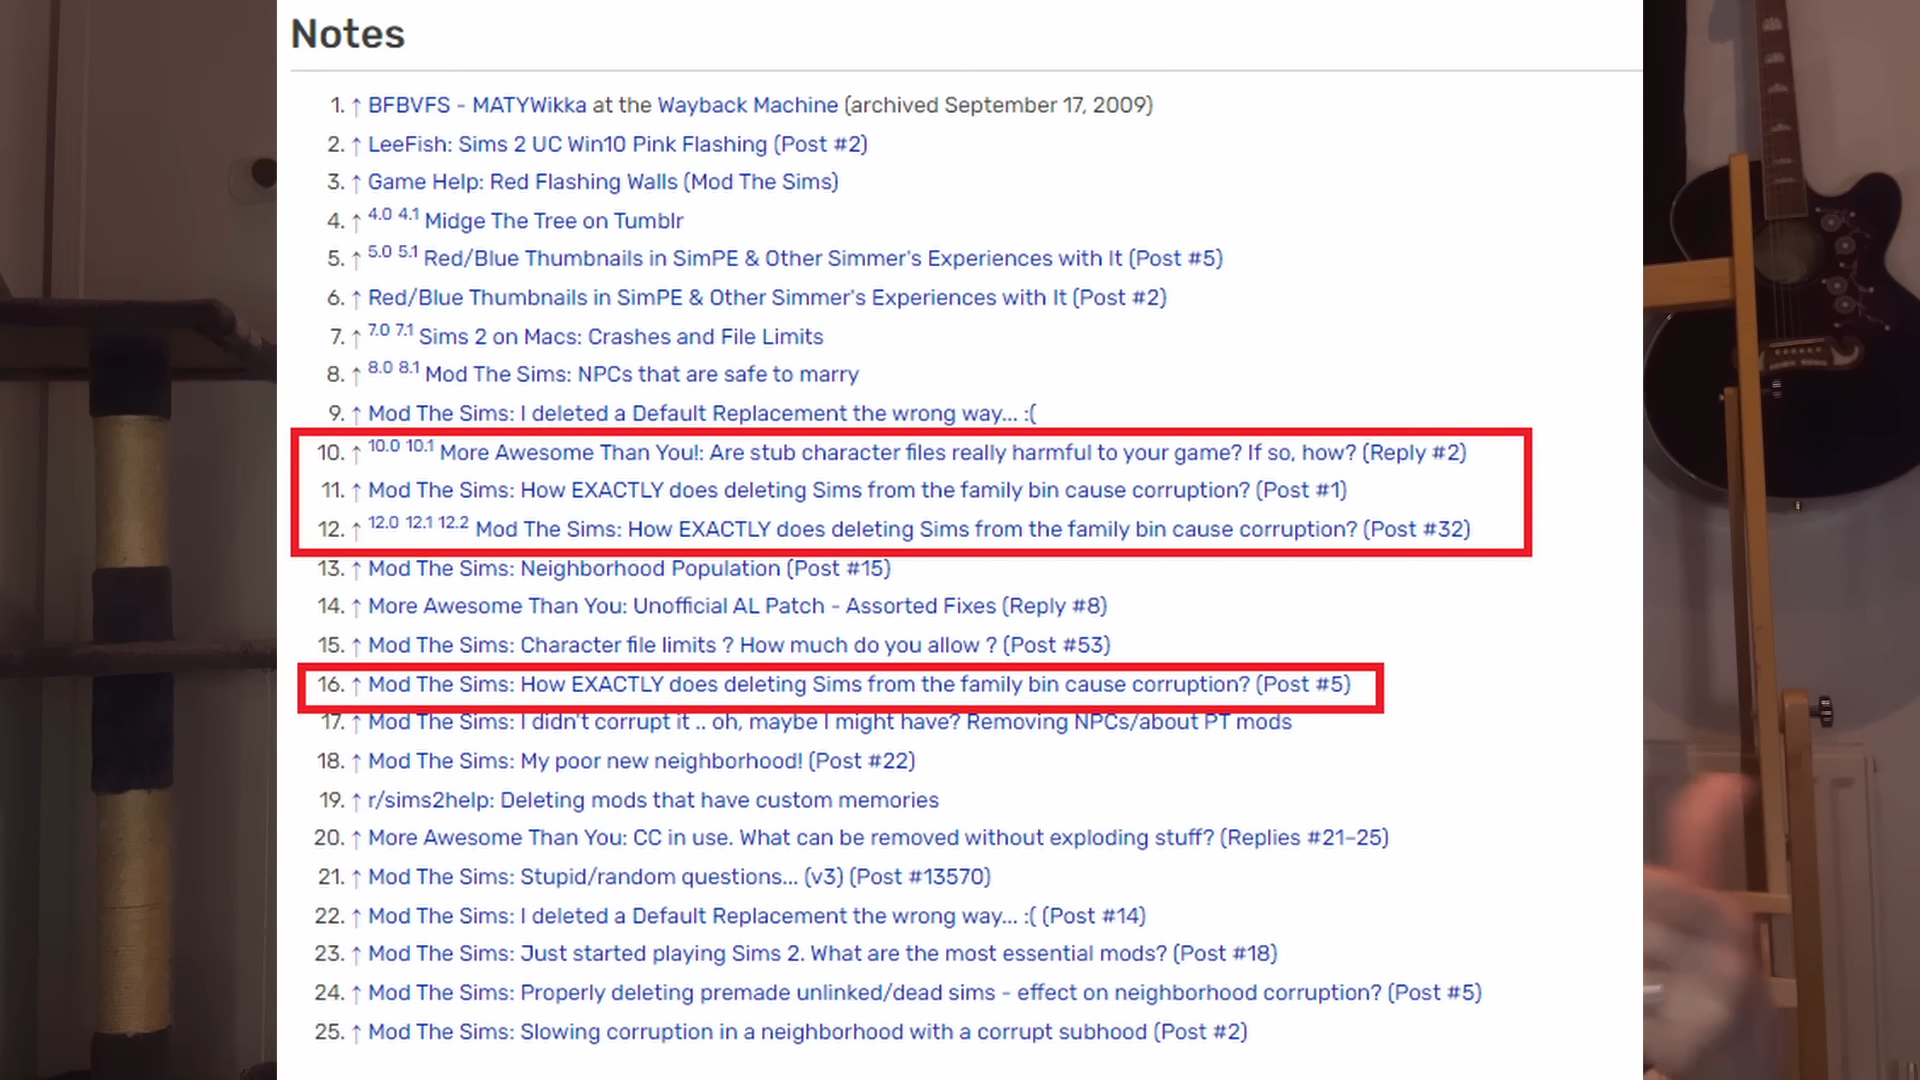 Notes
1. ↑ BFBVFS - MATYWikka at the Wayback Machine (archived September 17, 2009)
2. ↑ LeeFish: Sims 2 UC Win10 Pink Flashing (Post #2)
3. ↑ Game Help: Red Flashing Walls (Mod The Sims)
4. ↑ 4.0 4.1 Midge The Tree on Tumblr
5. ↑ 5.0 5.1 Red/Blue Thumbnails in SimPE & Other Simmer's Experiences with It (Post #5)
6. ↑ Red/Blue Thumbnails in SimPE & Other Simmer's Experiences with It (Post #2)
7. ↑ 7.0 7.1 Sims 2 on Macs: Crashes and File Limits
8. ↑ 8.0 8.1 Mod The Sims: NPCs that are safe to marry
9. ↑ Mod The Sims: I deleted a Default Replacement the wrong way... :(
10. ↑ 10.0 10.1 More Awesome Than You!: Are stub character files really harmful to your game? If so, how? (Reply #2)
11. ↑ Mod The Sims: How EXACTLY does deleting Sims from the family bin cause corruption? (Post #1)
12. ↑ 12.0 12.1 12.2 Mod The Sims: How EXACTLY does deleting Sims from the family bin cause corruption? (Post #32)
13. ↑ Mod The Sims: Neighborhood Population (Post #15)
14. ↑ More Awesome Than You: Unofficial AL Patch - Assorted Fixes (Reply #8)
15. ↑ Mod The Sims: Character file limits ? How much do you allow ? (Post #53)
16. ↑ Mod The Sims: How EXACTLY does deleting Sims from the family bin cause corruption? (Post #5)
17. ↑ Mod The Sims: I didn't corrupt it .. oh, maybe I might have? Removing NPCs/about PT mods
18. ↑ Mod The Sims: My poor new neighborhood! (Post #22)
19. ↑ r/sims2help: Deleting mods that have custom memories
20. ↑ More Awesome Than You: CC in use. What can be removed without exploding stuff? (Replies #21–25)
21. ↑ Mod The Sims: Stupid/random questions... (v3) (Post #13570)
22. ↑ Mod The Sims: I deleted a Default Replacement the wrong way... :( (Post #14)
23. ↑ Mod The Sims: Just started playing Sims 2. What are the most essential mods? (Post #18)
24. ↑ Mod The Sims: Properly deleting premade unlinked/dead sims - effect on neighborhood corruption? (Post #5)
25. ↑ Mod The Sims: Slowing corruption in a neighborhood with a corrupt subhood (Post #2)